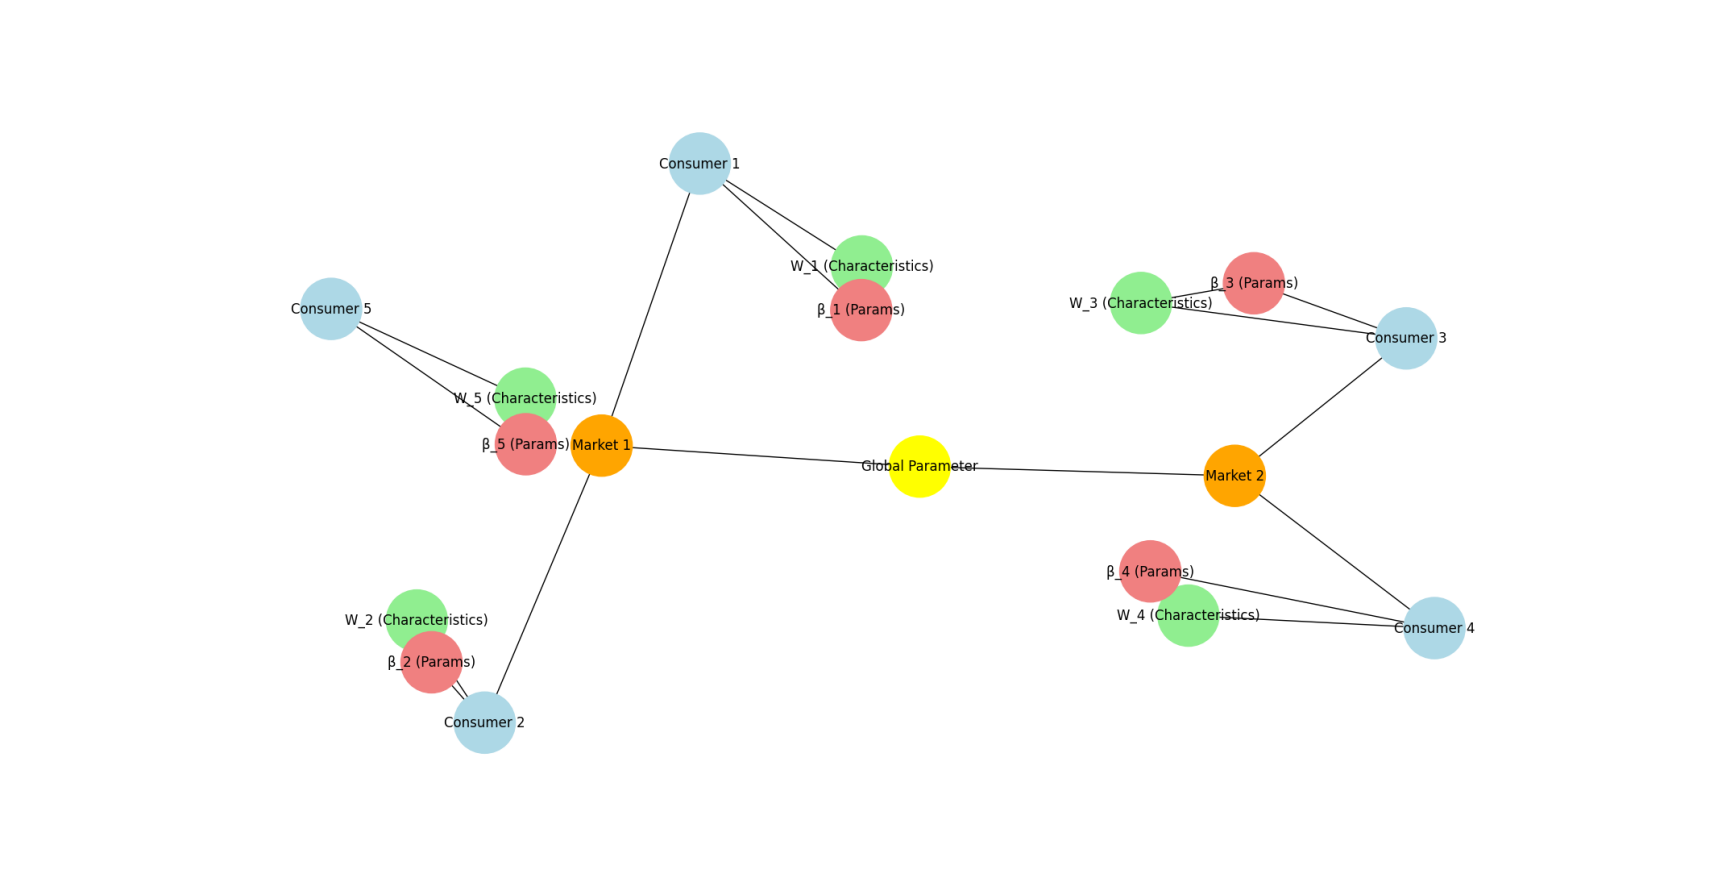 Consumer 1
W_1 (Characteristics)
β_1 (Params)
β_3 (Params)
W_3 (Characteristics)
Consumer 3
Consumer 5
W_5 (Characteristics)
β_5 (Params)
Market 1
Global Parameter
Market 2
β_4 (Params)
W_4 (Characteristics)
Consumer 4
W_2 (Characteristics)
β_2 (Params)
Consumer 2